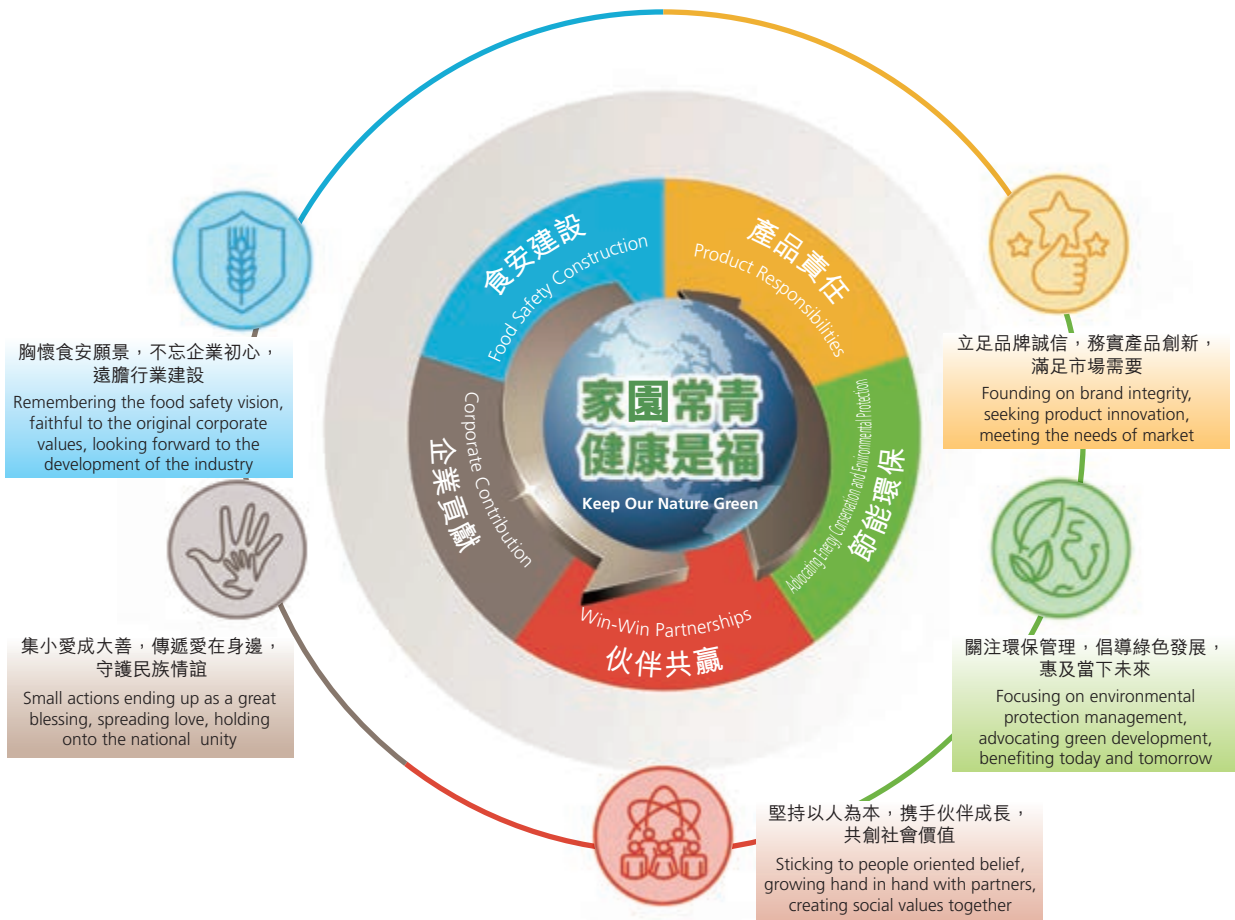 食安建設
Food Safety Construction
產品責任
Product Responsibilities
節能環保
Advocating Energy Conservation and Environmental Protection
伙伴共贏
Win-Win Partnerships
企業貢獻
Corporate Contribution
家園常青
健康是福
Keep Our Nature Green
胸懷食安願景，不忘企業初心，
遠膽行業建設
Remembering the food safety vision,
faithful to the original corporate
values, looking forward to the
development of the industry
立足品牌誠信，務實產品創新，
滿足市場需要
Founding on brand integrity,
seeking product innovation,
meeting the needs of market
集小愛成大善，傳遞愛在身邊，
守護民族情誼
Small actions ending up as a great
blessing, spreading love, holding
onto the national unity
關注環保管理，倡導綠色發展，
惠及當下未來
Focusing on environmental
protection management,
advocating green development,
benefiting today and tomorrow
堅持以人為本，携手伙伴成長，
共創社會價值
Sticking to people oriented belief,
growing hand in hand with partners,
creating social values together